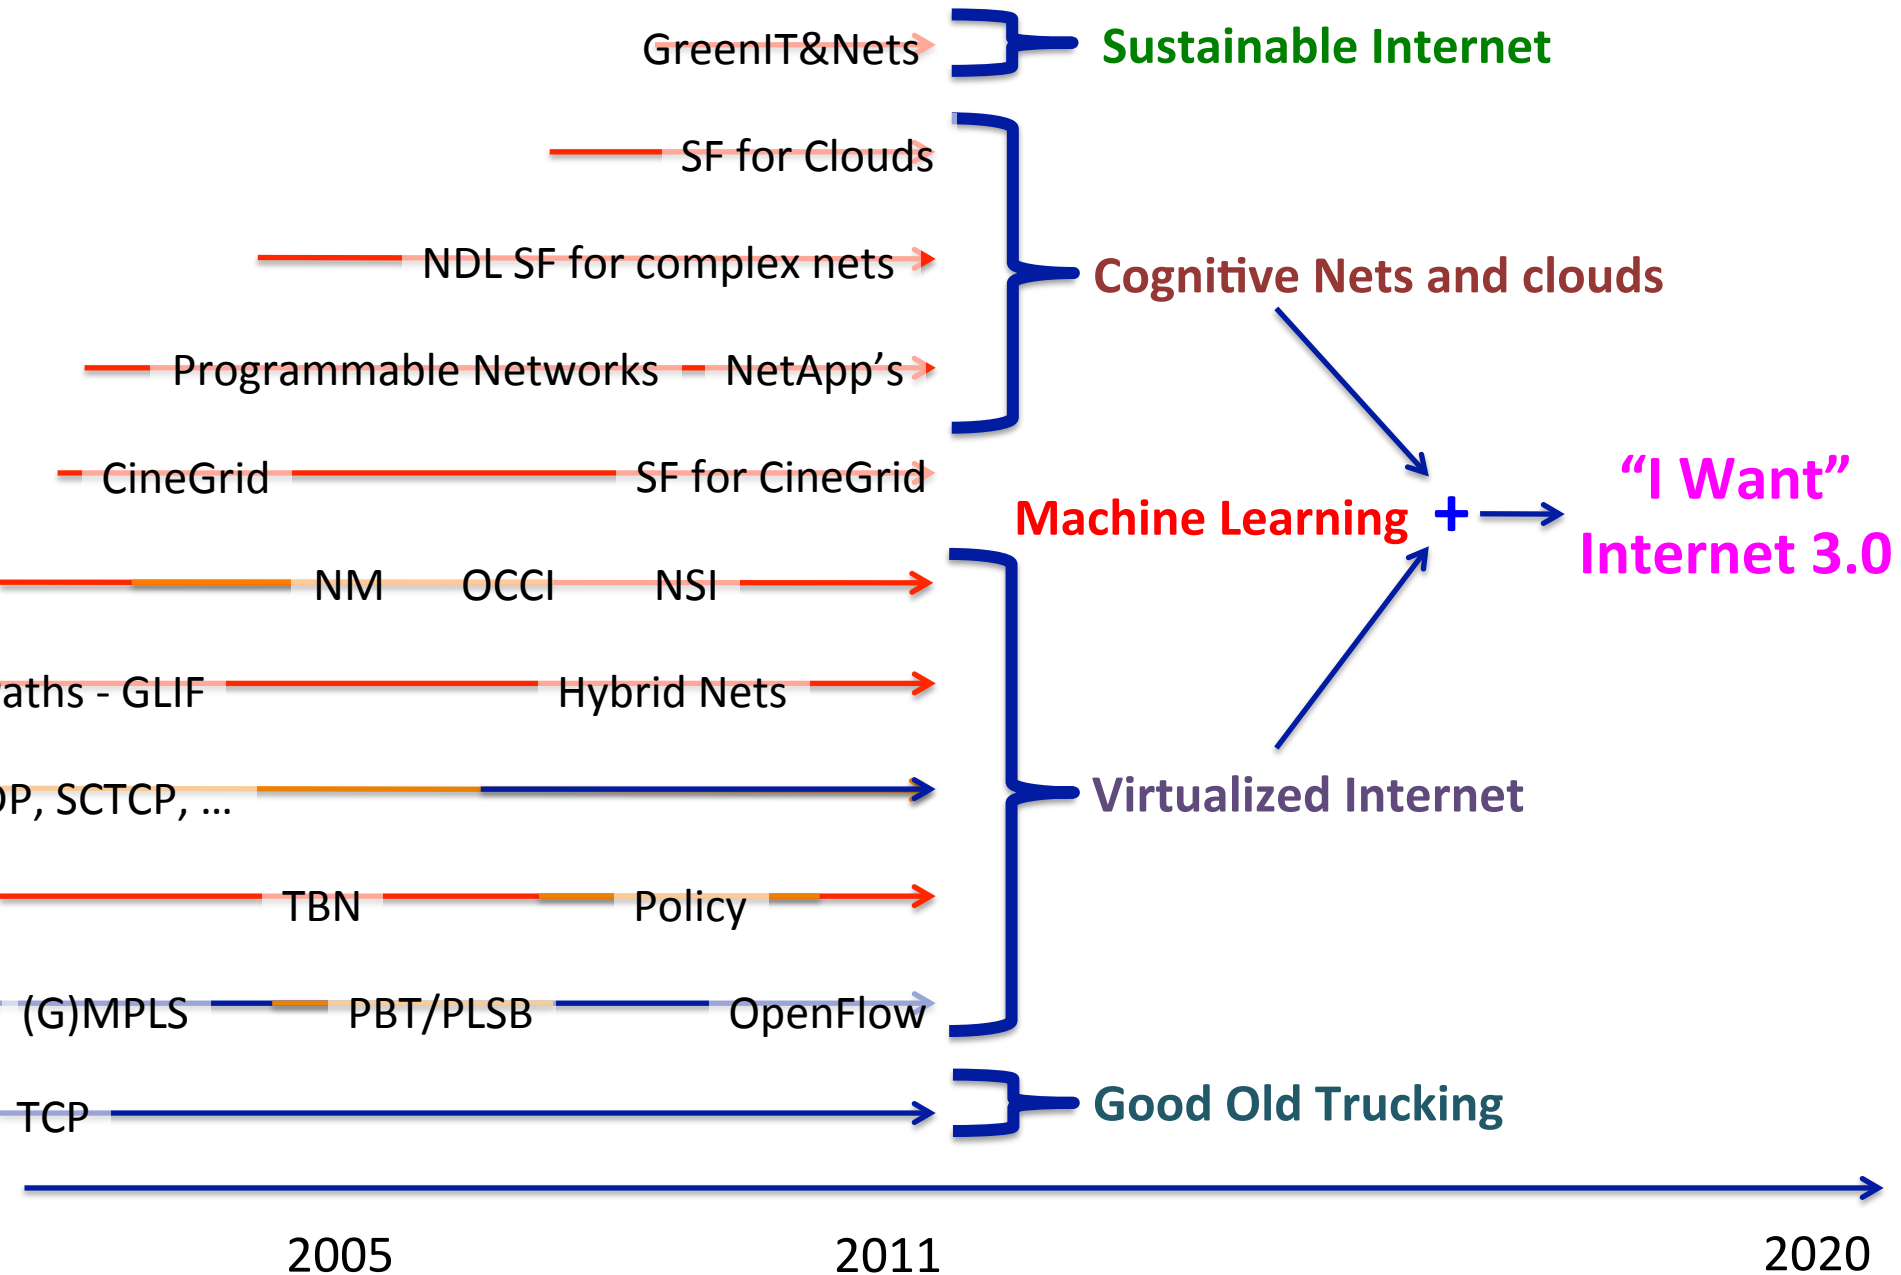 GreenIT&Nets
Sustainable Internet
SF for Clouds
NDL SF for complex nets
Cognitive Nets and clouds
Programmable Networks
NetApp’s
CineGrid
SF for CineGrid
Machine Learning
+
“I Want”
Internet 3.0
NM
OCCI
NSI
- GLIF
Hybrid Nets
SCTCP, ...
Virtualized Internet
TBN
Policy
(G)MPLS
PBT/PLSB
OpenFlow
TCP
Good Old Trucking
2005
2011
2020